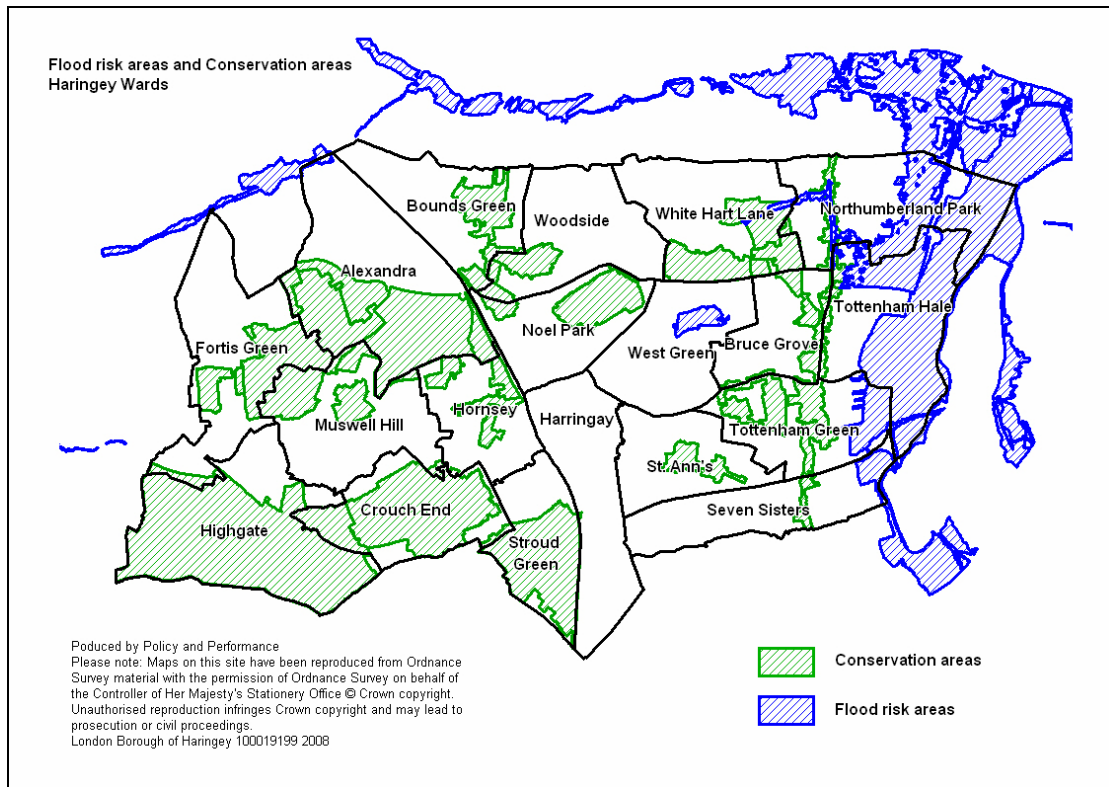 Flood risk areas and Conservation areas
Haringey Wards
Bounds Green
Woodside
White Hart Lane
Northumberland Park
Alexandra
Noel Park
Tottenham Hale
Fortis Green
West Green
Bruce Grove
Muswell Hill
Hornsey
Harringay
Tottenham Green
St. Ann's
Highgate
Crouch End
Seven Sisters
Stroud
Green
Poduced by Policy and Performance
Please note: Maps on this site have been reproduced from Ordnance
Survey material with the permission of Ordnance Survey on behalf of
the Controller of Her Majesty's Stationery Office © Crown copyright.
Unauthorised reproduction infringes Crown copyright and may lead to
prosecution or civil proceedings.
London Borough of Haringey 100019199 2008
Conservation areas
Flood risk areas